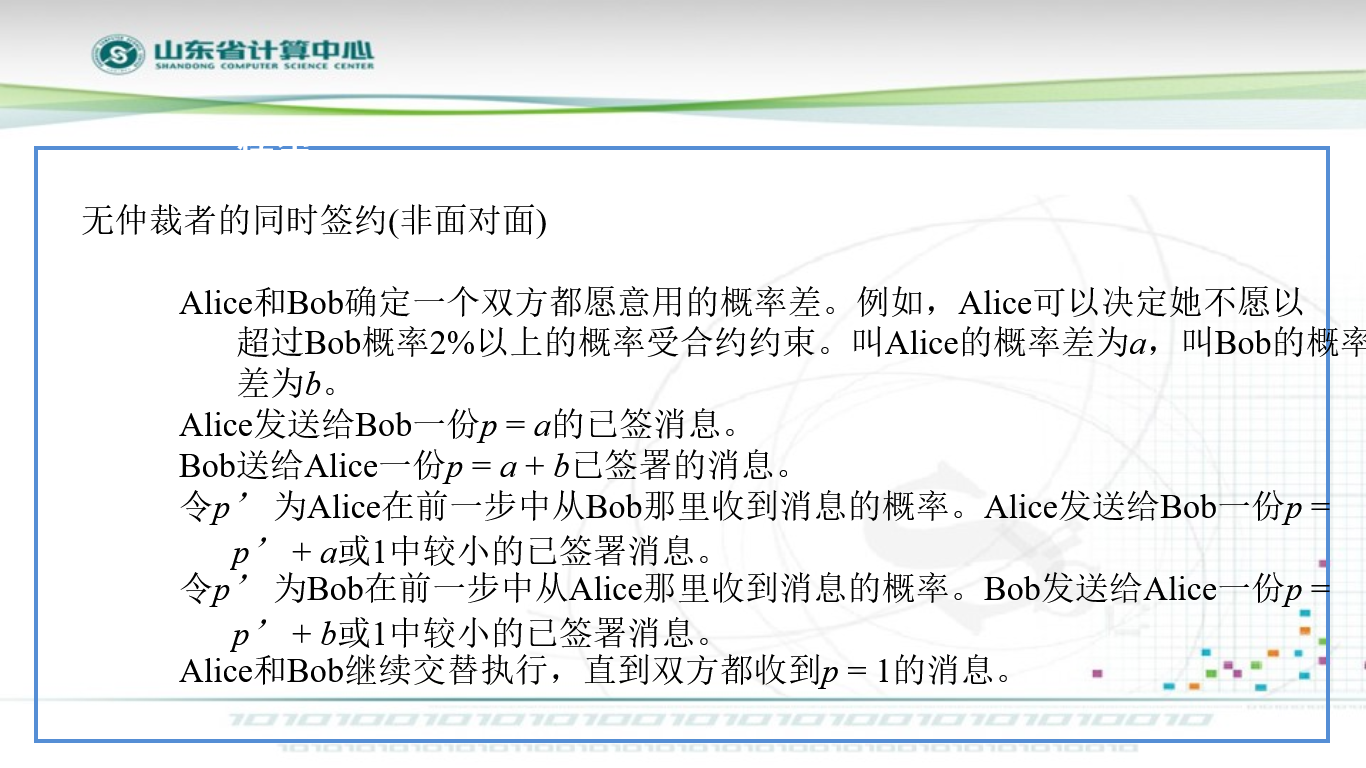 山东省计算中心
SHANDONG COMPUTER SCIENCE CENTER
无仲裁者的同时签约(非面对面)
Alice和Bob确定一个双方都愿意用的概率差。例如，Alice可以决定她不愿以
超过Bob概率2%以上的概率受合约约束。叫Alice的概率差为a，叫Bob的概率
差为b。
Alice发送给Bob一份p = a的已签消息。
Bob送给Alice一份p = a + b已签署的消息。
令p’ 为Alice在前一步中从Bob那里收到消息的概率。Alice发送给Bob一份p =
p’ + a或1中较小的已签署消息。
令p’ 为Bob在前一步中从Alice那里收到消息的概率。Bob发送给Alice一份p =
p’ + b或1中较小的已签署消息。
Alice和Bob继续交替执行，直到双方都收到p = 1的消息。